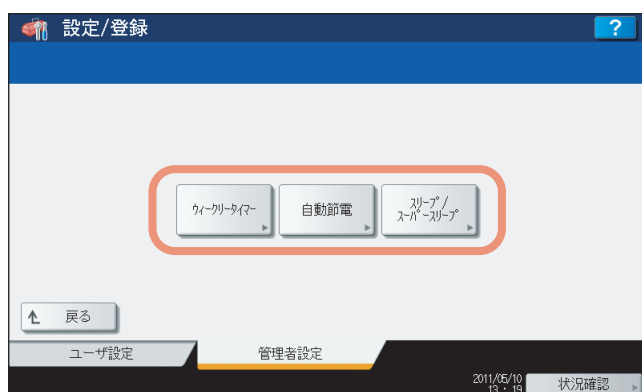 設定/登録
?
ウィークリータイマー
自動節電
スリープ/
スーパースリープ
戻る
ユーザ設定
管理者設定
2011/05/10
13 : 19
状況確認